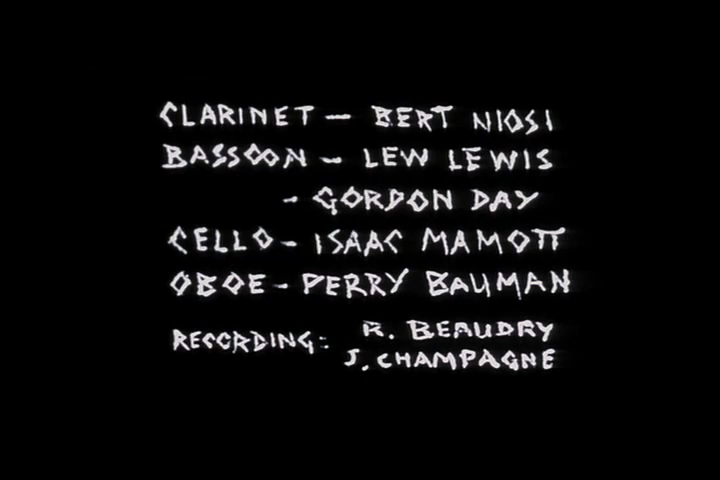 CLARINET – BERT NIOSI
BASSOON – LEW LEWIS
- GORDON DAY
CELLO – ISAAC MAMOTT
OBOE – PERRY BAUMAN
RECORDING: R. BEAUDRY
J. CHAMPAGNE